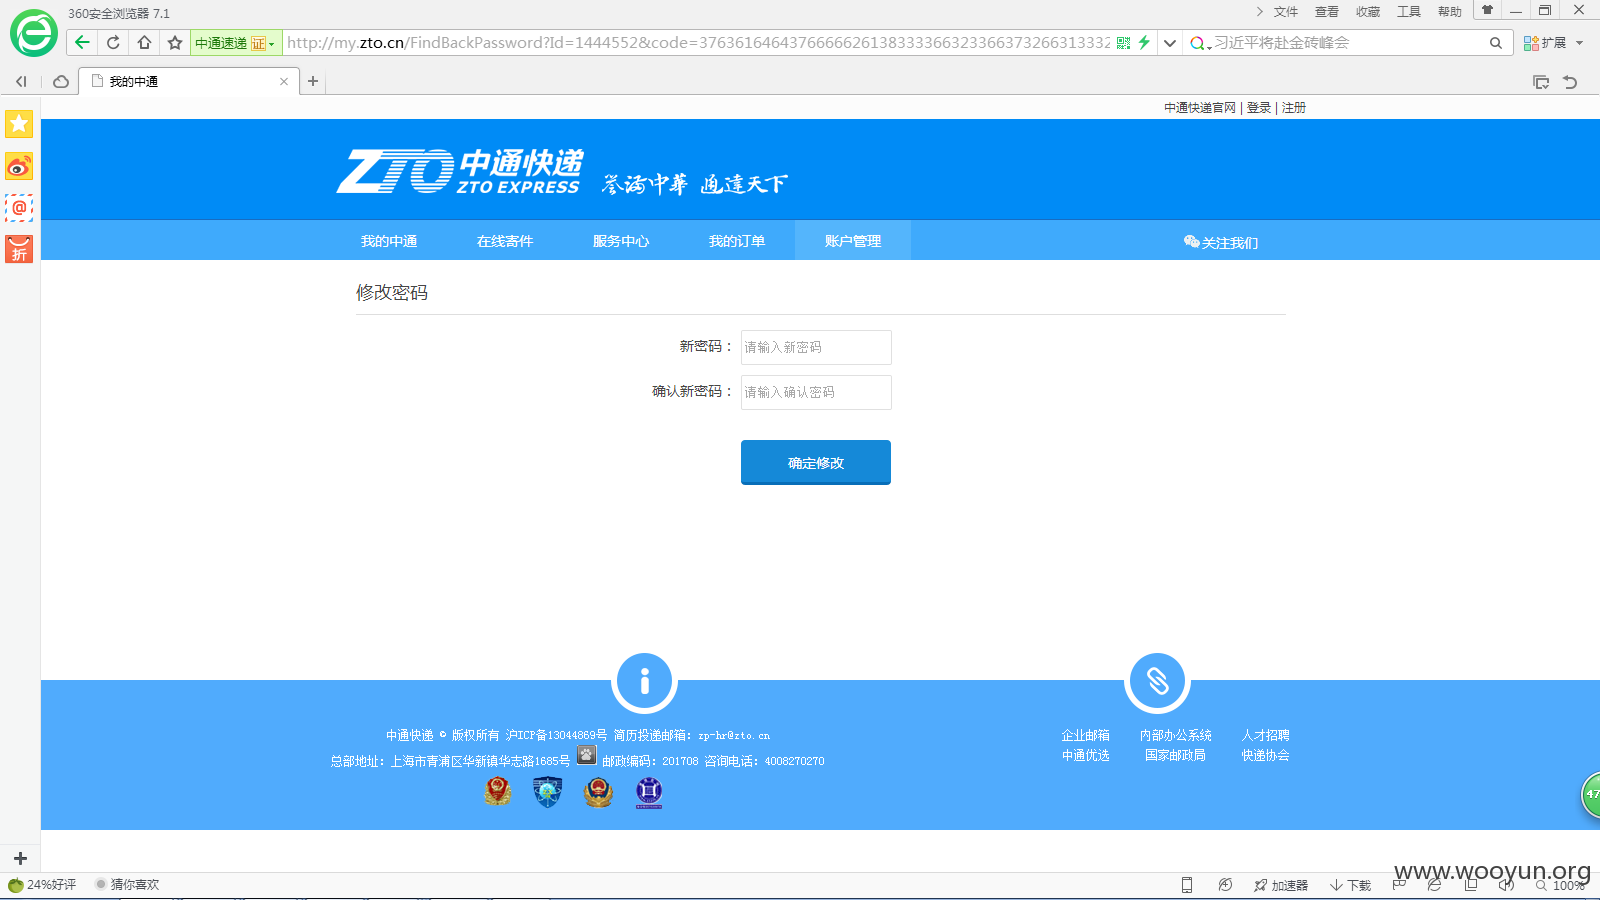 360安全浏览器 7.1
文件 查看 收藏 工具 帮助
中通速递 证
http://my.zto.cn/FindBackPassword?Id=1444552&code=
习近平将赴金砖峰会
扩展
我的中通
中通快递官网 | 登录 | 注册
ZTO 中通快递
ZTO EXPRESS
誉满中華 通達天下
我的中通 在线寄件 服务中心 我的订单 账户管理 关注我们
折
修改密码
新密码： 请输入新密码
确认新密码： 请输入确认密码
确定修改
中通快递 © 版权所有 沪ICP备13044869号 简历投递邮箱: zp-hr@zto.cn
总部地址: 上海市青浦区华新镇华志路1685号 邮政编码: 201708 咨询电话: 4008270270
企业邮箱 内部办公系统 人才招聘
中通优选 国家邮政局 快递协会
47
www.wooyun.org
24%好评 猜你喜欢 加速器 下载 100%